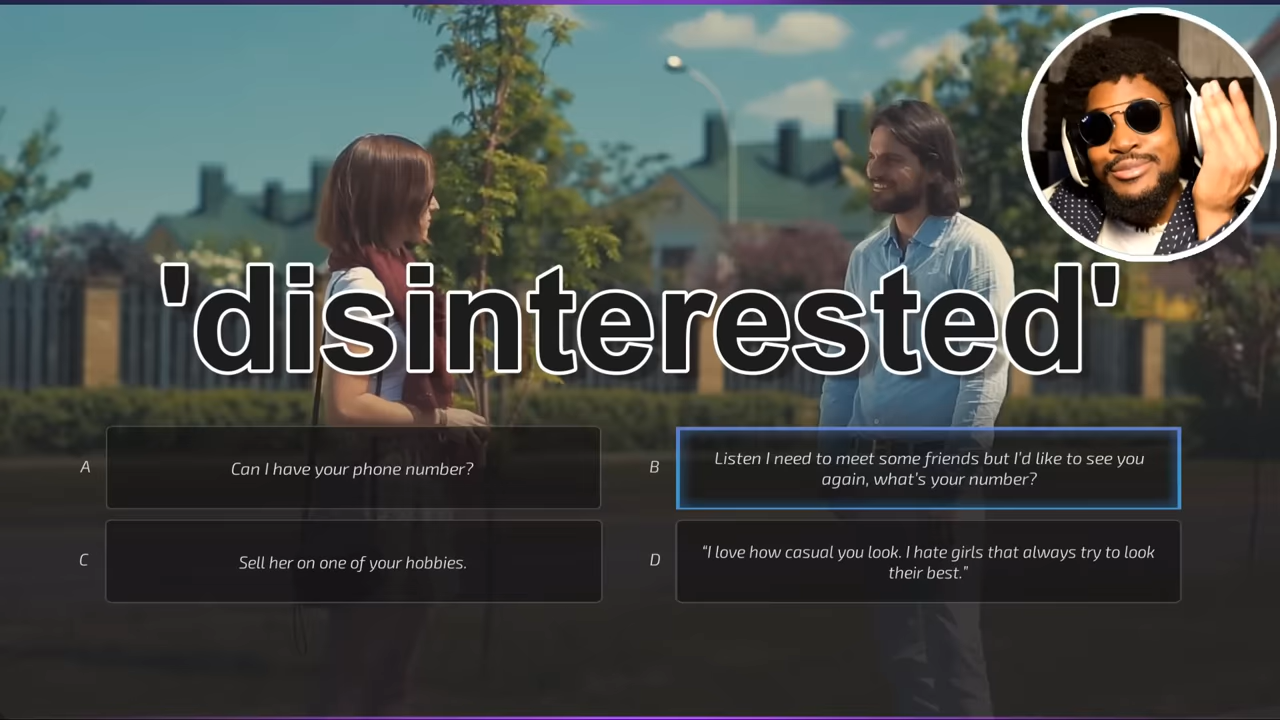 'disinterested'
A
Can I have your phone number?
B
Listen I need to meet some friends but I'd like to see you
again, what's your number?
C
Sell her on one of your hobbies.
D
“I love how casual you look. I hate girls that always try to look
their best.”